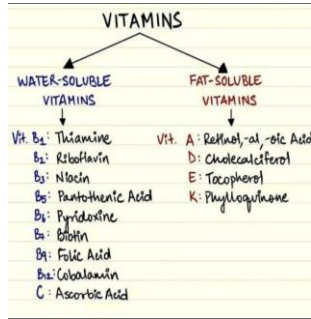 VITAMINS
WATER-SOLUBLE
VITAMINS
Vit. B1: Thiamine
B2: Riboflavin
B3: Niacin
B5: Pantothenic Acid
B6: Pyridoxine
B7: Biotin
B9: Folic Acid
B12: Cobalamin
C : Ascorbic Acid
FAT-SOLUBLE
VITAMINS
Vit. A : Retinol, -al, -oic Acid
D : Cholecalciferol
E : Tocopherol
K : Phylloquinone